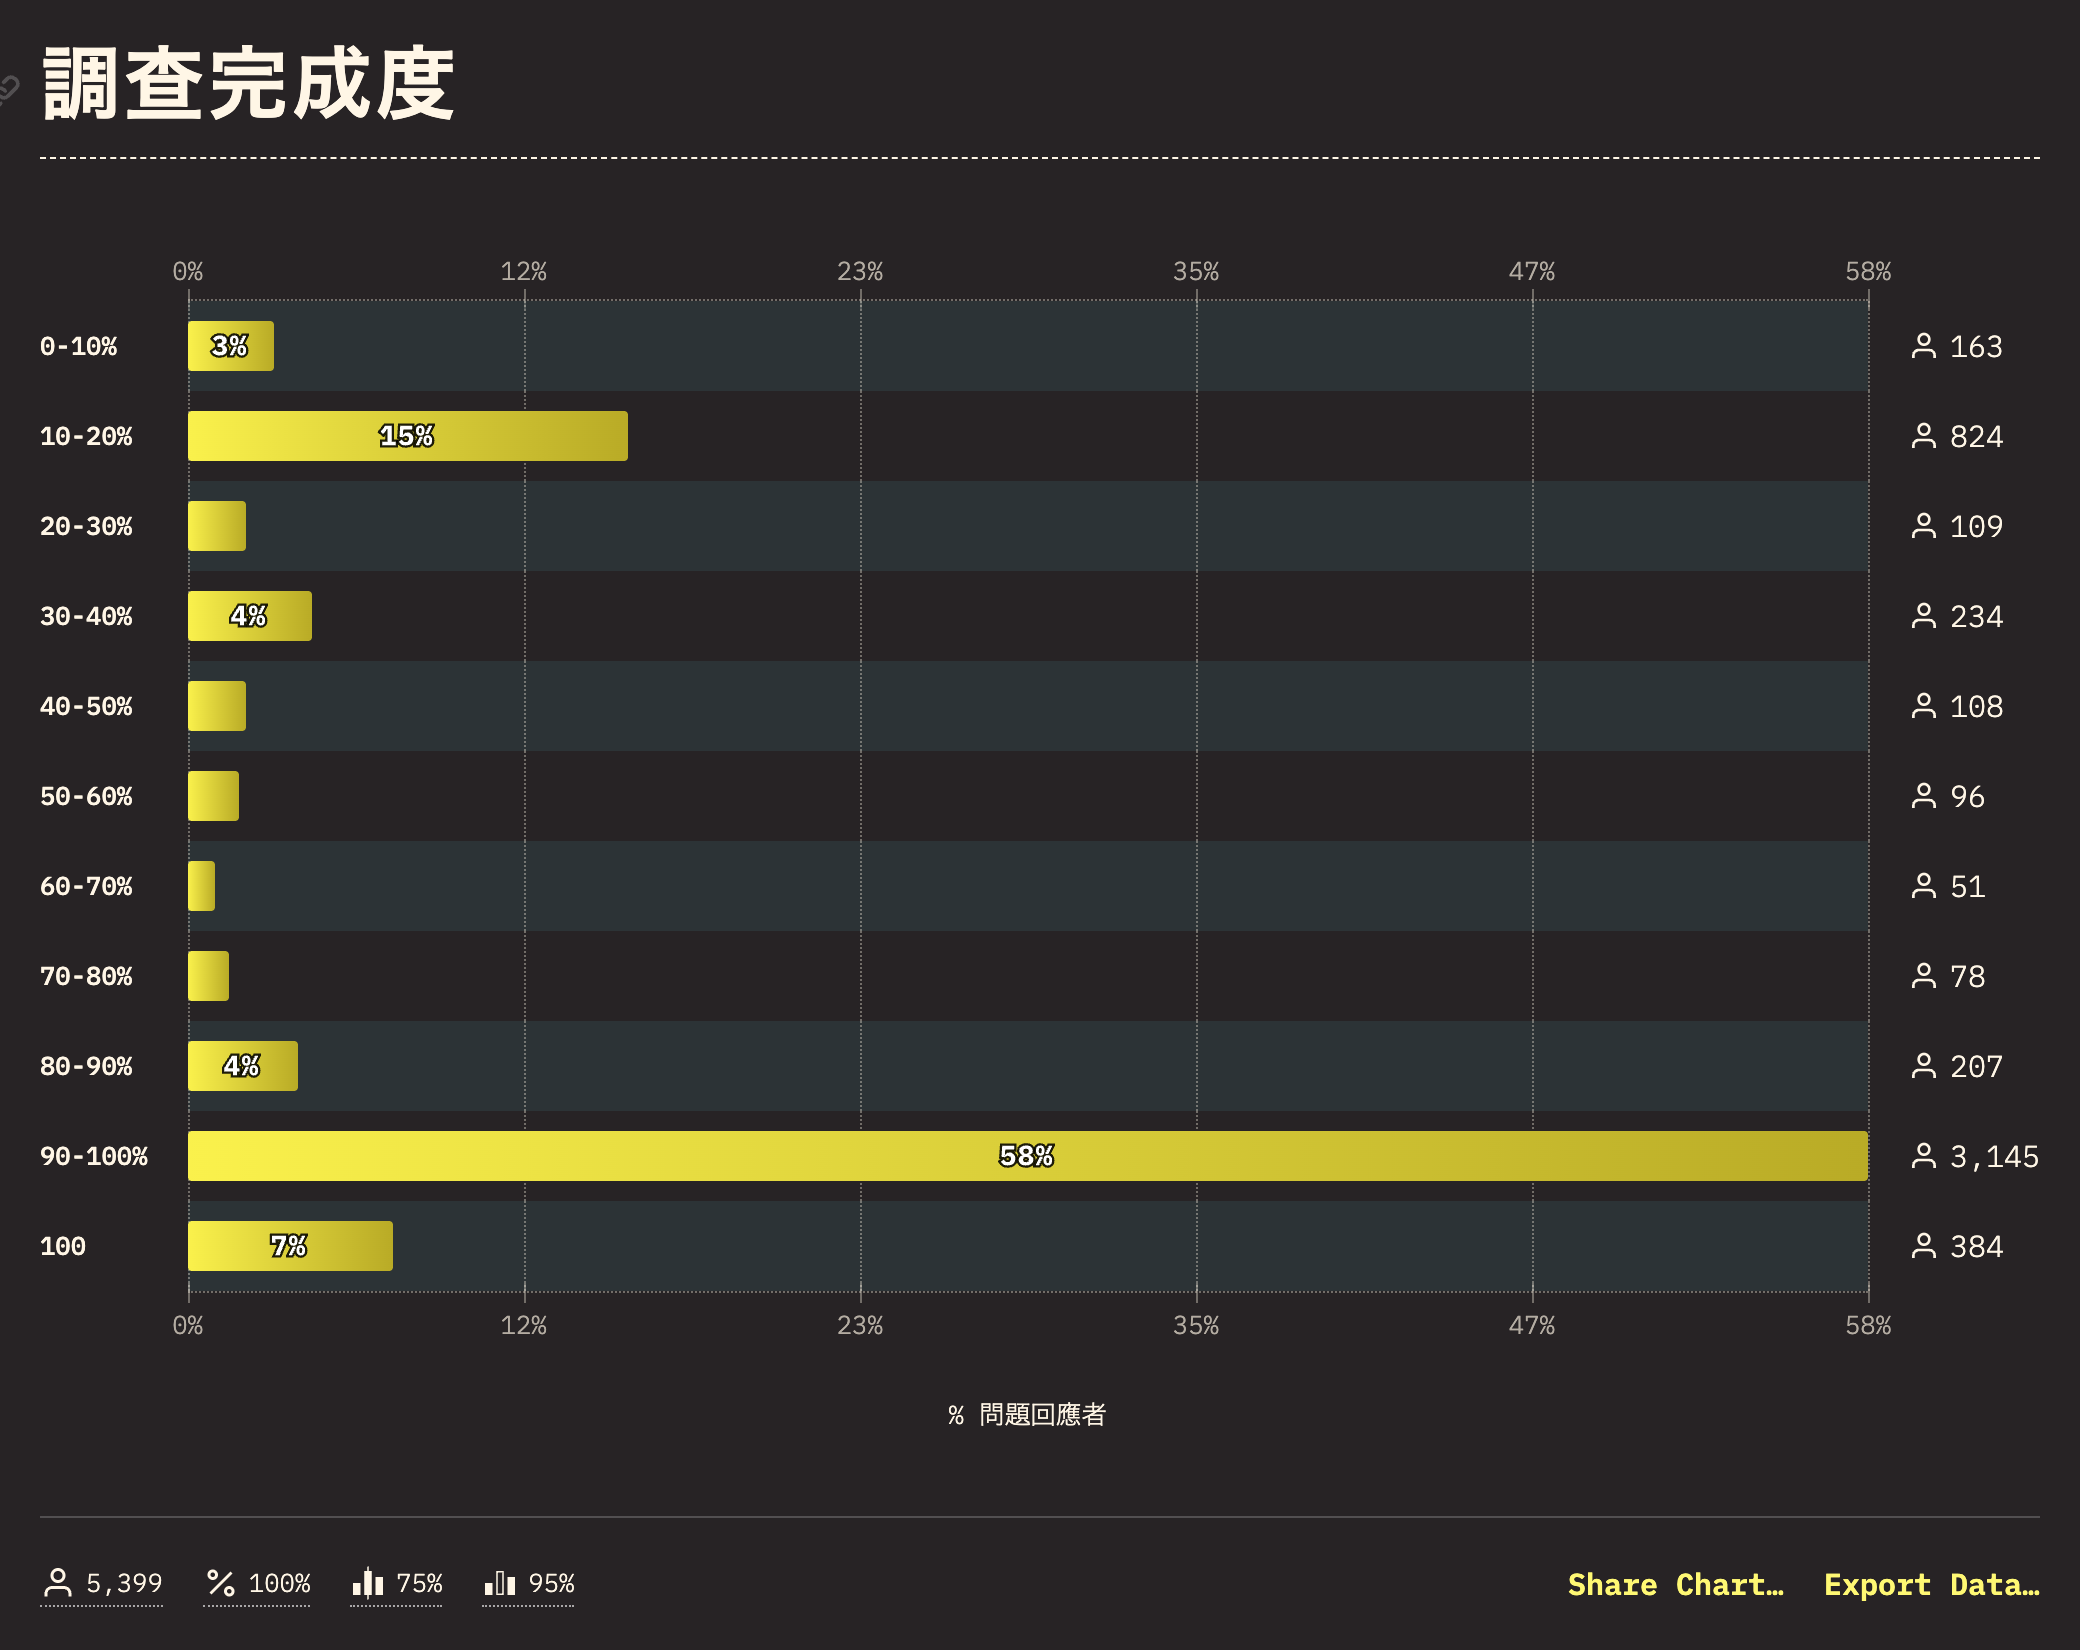 調查完成度
0% 12% 23% 35% 47% 58%
0-10% 3% 163
10-20% 15% 824
20-30% 109
30-40% 4% 234
40-50% 108
50-60% 96
60-70% 51
70-80% 78
80-90% 4% 207
90-100% 58% 3,145
100 7% 384
0% 12% 23% 35% 47% 58%
% 問題回應者
5,399 100% 75% 95% Share Chart… Export Data…